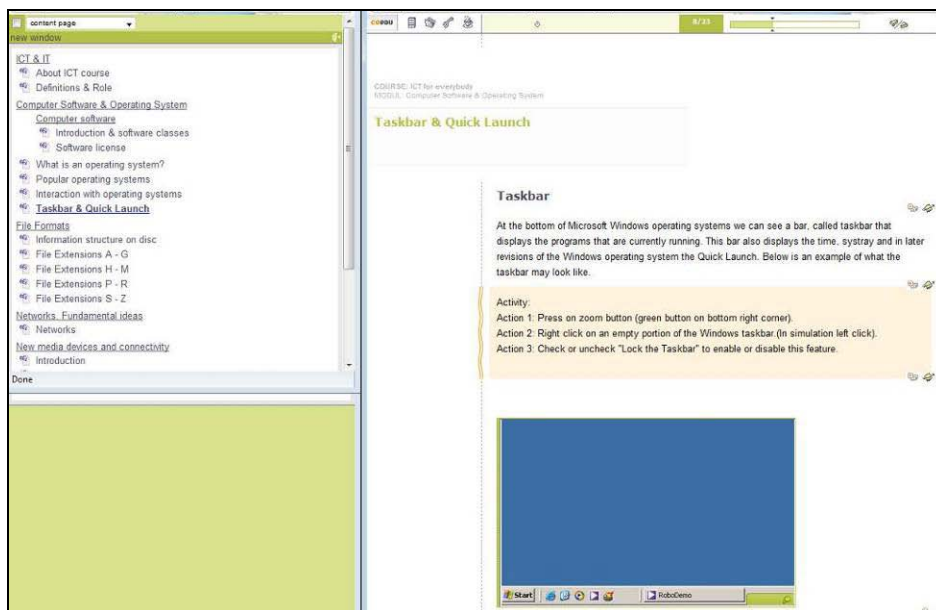 content page
new window
ICT & IT
About ICT course
Definitions & Role
Computer Software & Operating System
Computer software
Introduction & software classes
Software license
What is an operating system?
Popular operating systems
Interaction with operating systems
Taskbar & Quick Launch
File Formats
Information structure on disc
File Extensions A - G
File Extensions H - M
File Extensions P - R
File Extensions S - Z
Networks, Fundamental ideas
Networks
New media devices and connectivity
Introduction
Done
8/33
COURSE: ICT for everybody
MODUL: Computer Software & Operating System
Taskbar & Quick Launch
Taskbar
At the bottom of Microsoft Windows operating systems we can see a bar, called taskbar that
displays the programs that are currently running. This bar also displays the time, systray and in later
revisions of the Windows operating system the Quick Launch. Below is an example of what the
taskbar may look like.
Activity:
Action 1: Press on zoom button (green button on bottom right corner).
Action 2: Right click on an empty portion of the Windows taskbar.(In simulation left click).
Action 3: Check or uncheck "Lock the Taskbar" to enable or disable this feature.
Start
RoboDemo